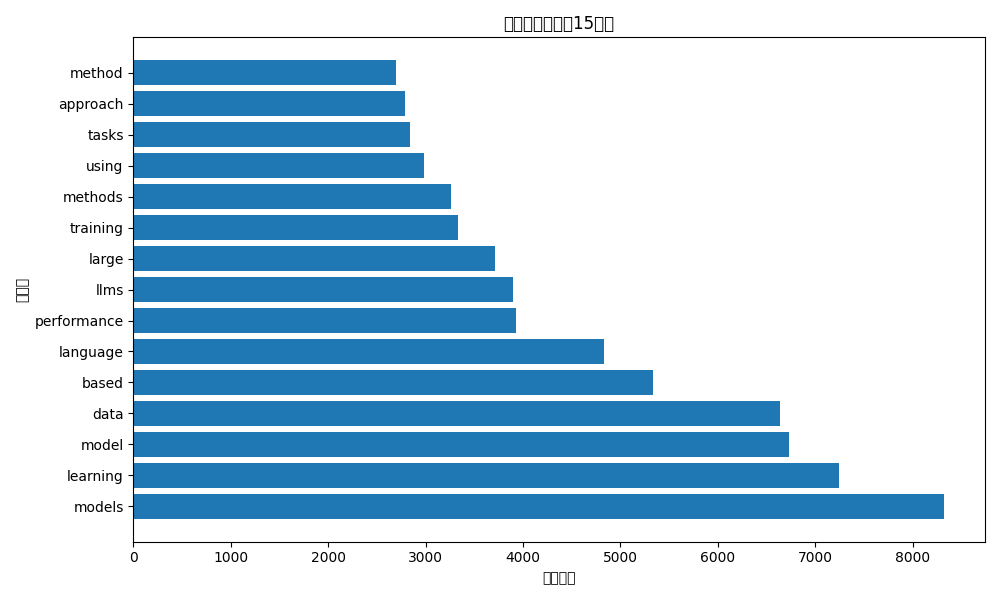 15
method
approach
tasks
using
methods
training
large
llms
performance
language
based
data
model
learning
models
0 1000 2000 3000 4000 5000 6000 7000 8000